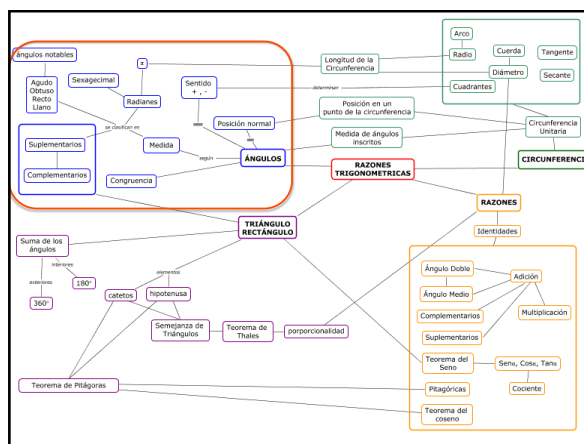 ángulos notables
Agudo
Obtuso
Recto
Llano
Sexagecimal
π
Radianes
Sentido
+ , -
se clasifican en
Suplementarios
Complementarios
Medida
según
Posición normal
ÁNGULOS
Congruencia
Longitud de la
Circunferencia
determinan
Posición en un
punto de la circunferencia
Medida de ángulos
inscritos
Arco
Radio
Cuerda
Diámetro
Cuadrantes
Tangente
Secante
Circunferencia
Unitaria
CIRCUNFERENCI
RAZONES
TRIGONOMETRICAS
RAZONES
Identidades
TRIÁNGULO
RECTÁNGULO
Suma de los
ángulos
interiores
exteriores
180°
360°
elementos
catetos
hipotenusa
Semejanza de
Triángulos
Teorema de
Thales
porporcionalidad
Teorema de Pitágoras
Ángulo Doble
Ángulo Medio
Adición
Complementarios
Multiplicación
Suplementarios
Teorema del
Seno
Senα, Cosα, Tanα
Cociente
Pitagóricas
Teorema del
coseno